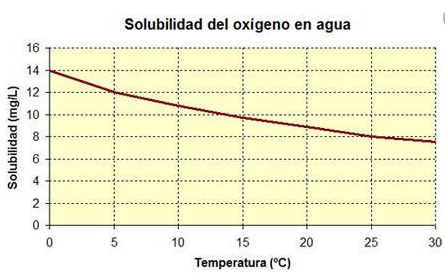 Solubilidad del oxígeno en agua
Solubilidad (mg/L)
16
14
12
10
8
6
4
2
0
0 5 10 15 20 25 30
Temperatura (ºC)